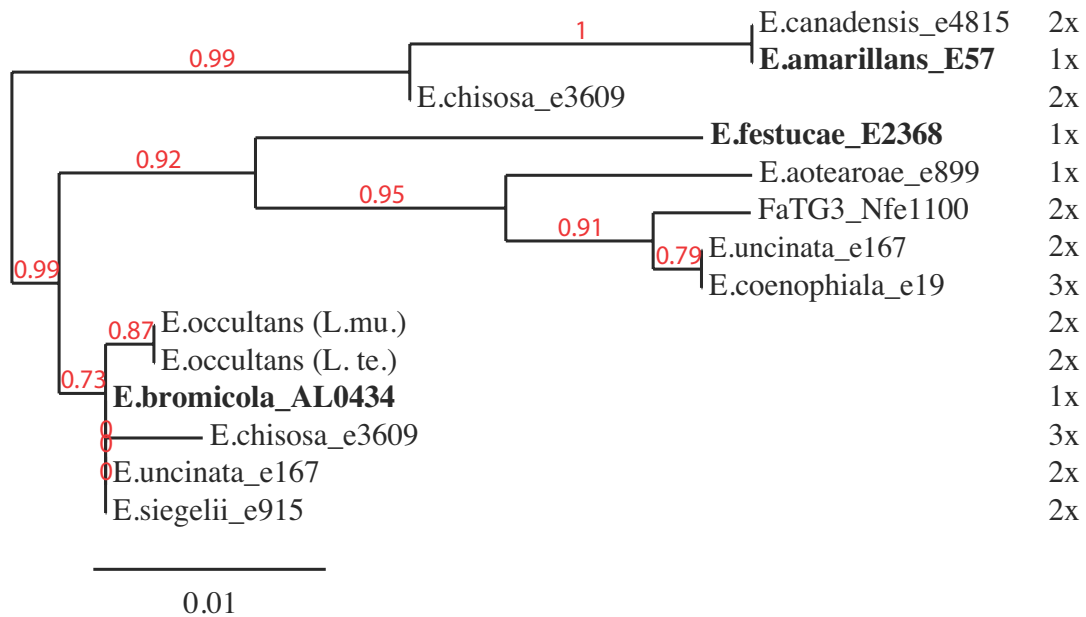 E.canadensis_e4815 2x
1
E.amarillans_E57 1x
0.99
E.chisosa_e3609 2x
E.festucae_E2368 1x
0.92
E.aotearoae_e899 1x
0.95
FaTG3_Nfe1100 2x
0.91
E.uncinata_e167 2x
0.79
0.99
E.coenophiala_e19 3x
E.occultans (L.mu.) 2x
0.87
E.occultans (L. te.) 2x
0.73
E.bromicola_AL0434 1x
0
E.chisosa_e3609 3x
0
E.uncinata_e167 2x
0
E.siegelii_e915 2x
0.01